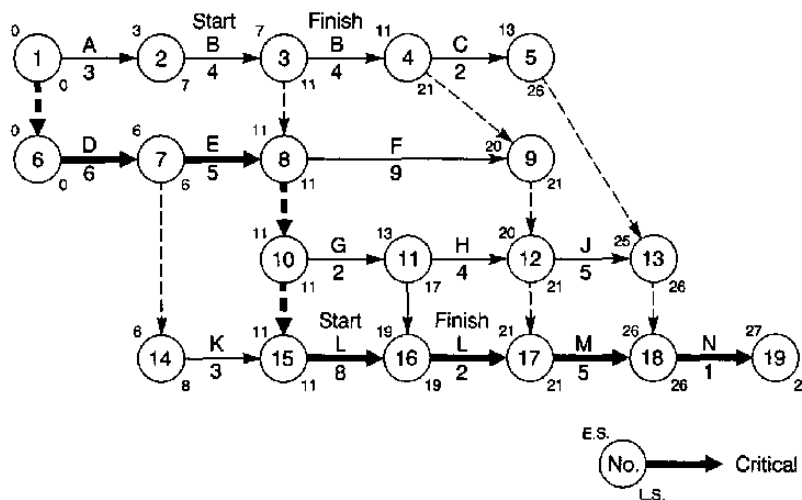 Start Finish
0 3 7 11 13
A B B C
1 2 3 4 5
3 4 4 2
0 7 11 21 26
0 6 11 20
D E F
6 7 8 9
6 5 9
0 6 11 21
11 13 20 25
G H J
10 11 12 13
2 4 5
11 17 21 26
Start Finish
6 11 19 21 26 27
K L L M N
14 15 16 17 18 19
3 8 2 5 1
8 11 19 21 26 2
E.S.
No. Critical
L.S.